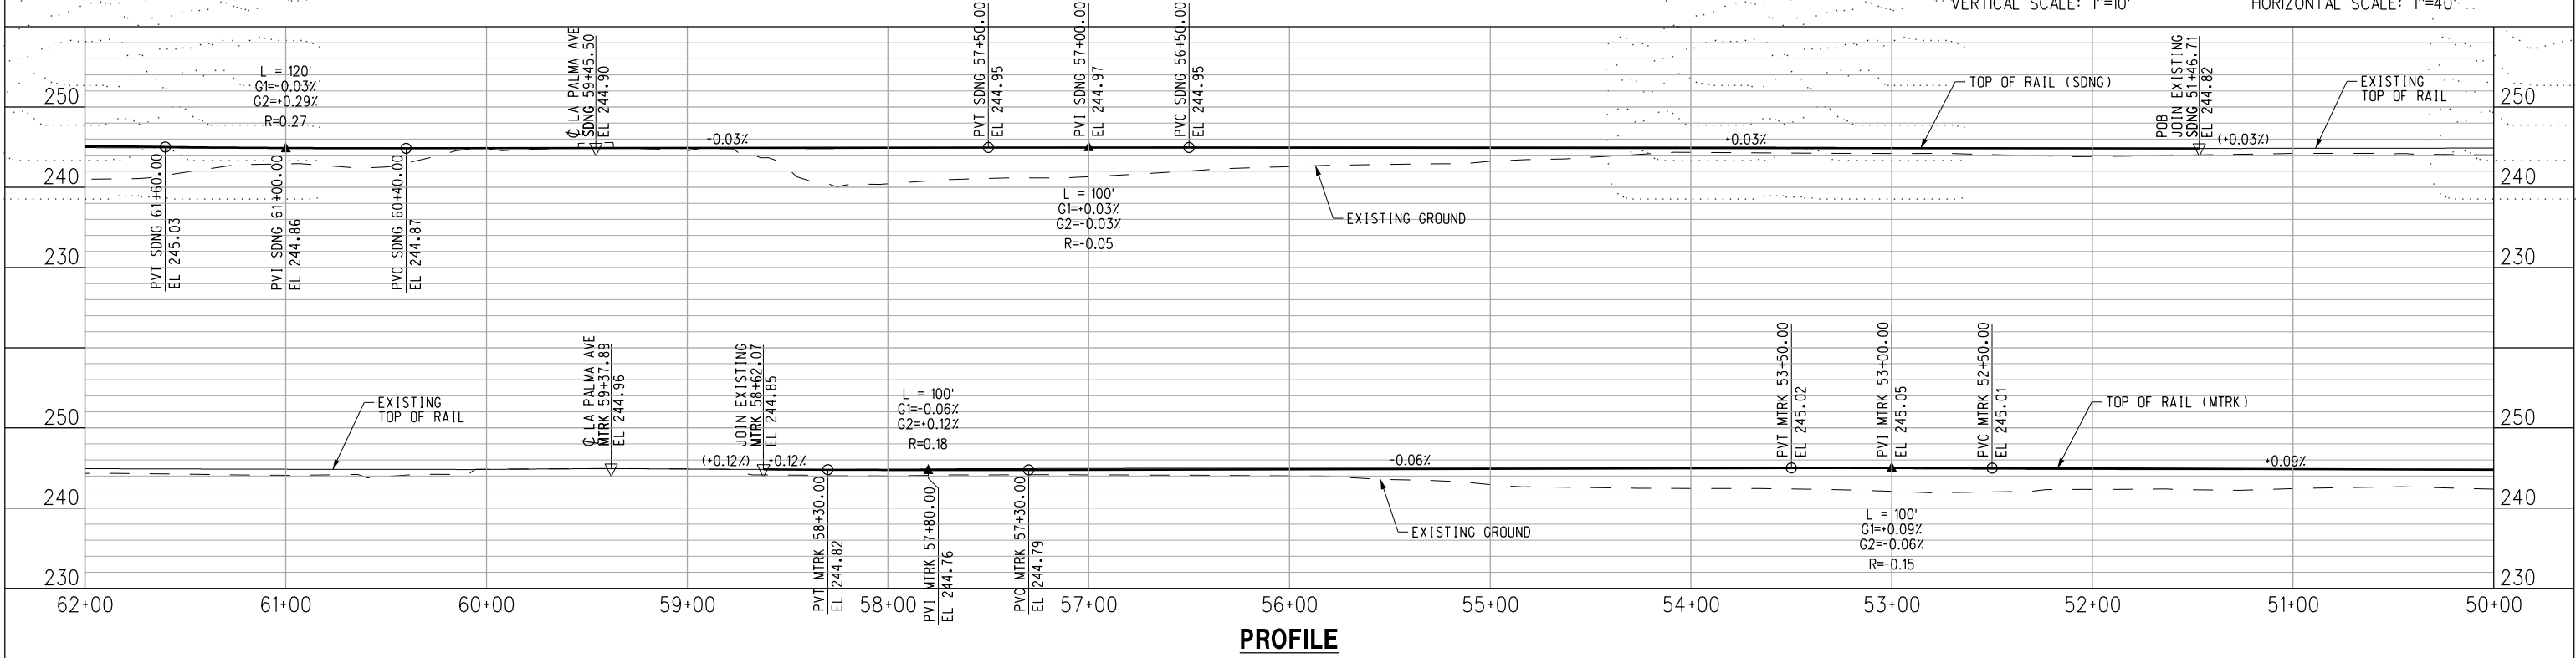 VERTICAL SCALE: 1"=10'
HORIZONTAL SCALE: 1"=40'
250
240
230
L = 120'
G1=-0.03%
G2=+0.29%
R=0.27
PVT SDNG 61+60.00
EL 245.03
PVI SDNG 61+00.00
EL 244.86
PVC SDNG 60+40.00
EL 244.87
℄ LA PALMA AVE
SDNG 59+45.50
EL 244.90
-0.03%
PVT SDNG 57+50.00
EL 244.95
PVI SDNG 57+00.00
EL 244.97
PVC SDNG 56+50.00
EL 244.95
L = 100'
G1=+0.03%
G2=-0.03%
R=-0.05
EXISTING GROUND
+0.03%
TOP OF RAIL (SDNG)
POB
JOIN EXISTING
SDNG 51+46.71
EL 244.82
(+0.03%)
EXISTING
TOP OF RAIL
250
240
230
250
240
230
EXISTING
TOP OF RAIL
℄ LA PALMA AVE
MTRK 59+37.89
EL 244.96
JOIN EXISTING
MTRK 58+62.07
EL 244.85
(+0.12%)
+0.12%
L = 100'
G1=-0.06%
G2=+0.12%
R=0.18
PVT MTRK 58+30.00
EL 244.82
PVI MTRK 57+80.00
EL 244.76
PVC MTRK 57+30.00
EL 244.79
-0.06%
EXISTING GROUND
PVT MTRK 53+50.00
EL 245.02
PVI MTRK 53+00.00
EL 245.05
PVC MTRK 52+50.00
EL 245.01
TOP OF RAIL (MTRK)
+0.09%
L = 100'
G1=+0.09%
G2=-0.06%
R=-0.15
250
240
230
62+00 61+00 60+00 59+00 58+00 57+00 56+00 55+00 54+00 53+00 52+00 51+00 50+00
PROFILE